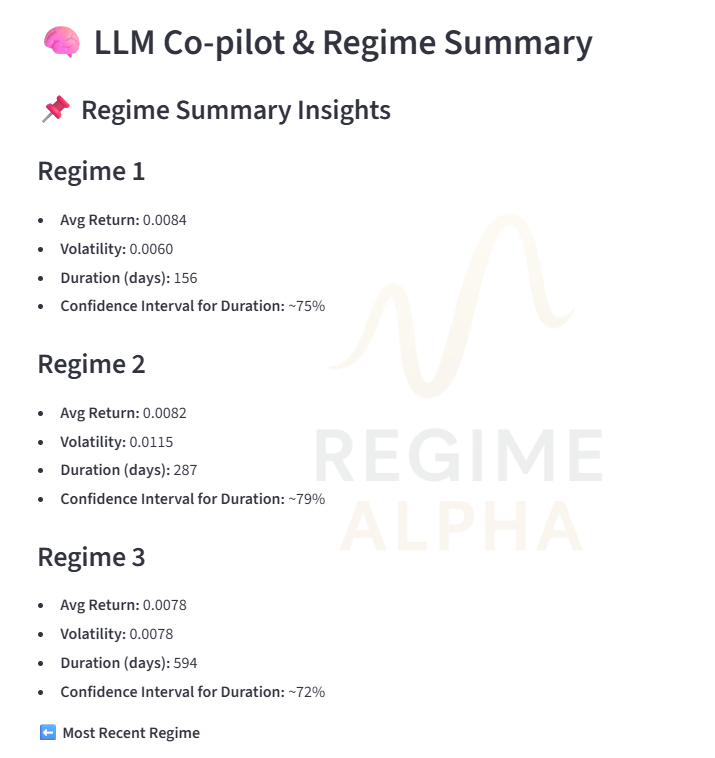 🧠 LLM Co-pilot & Regime Summary
📌 Regime Summary Insights
Regime 1
• Avg Return: 0.0084
• Volatility: 0.0060
• Duration (days): 156
• Confidence Interval for Duration: ~75%
Regime 2
• Avg Return: 0.0082
• Volatility: 0.0115
• Duration (days): 287
• Confidence Interval for Duration: ~79%
REGIME
ALPHA
Regime 3
• Avg Return: 0.0078
• Volatility: 0.0078
• Duration (days): 594
• Confidence Interval for Duration: ~72%
⬅️ Most Recent Regime